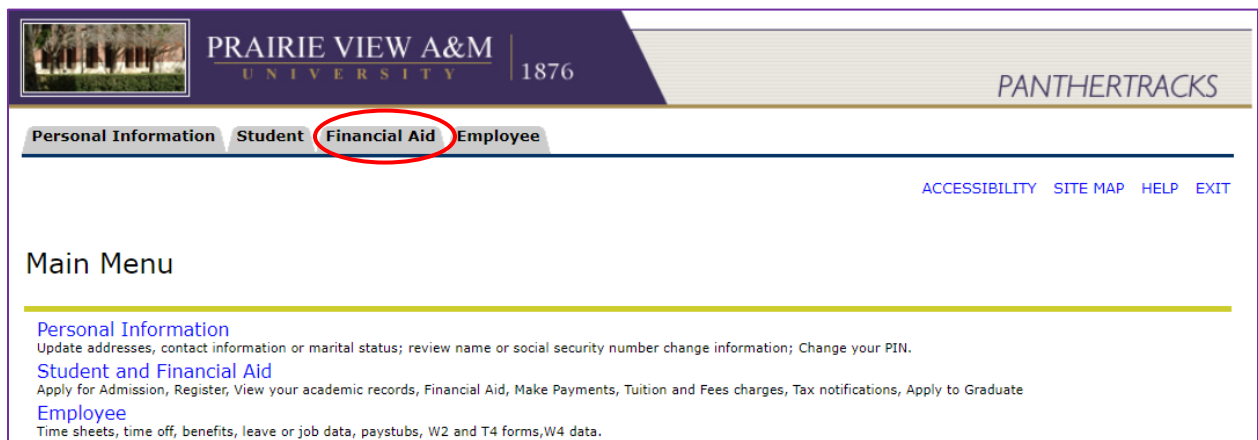 PRAIRIE VIEW A&M
UNIVERSITY
1876
PANTHERTRACKS
Personal Information Student Financial Aid Employee
ACCESSIBILITY SITE MAP HELP EXIT
Main Menu
Personal Information
Update addresses, contact information or marital status; review name or social security number change information; Change your PIN.
Student and Financial Aid
Apply for Admission, Register, View your academic records, Financial Aid, Make Payments, Tuition and Fees charges, Tax notifications, Apply to Graduate
Employee
Time sheets, time off, benefits, leave or job data, paystubs, W2 and T4 forms,W4 data.